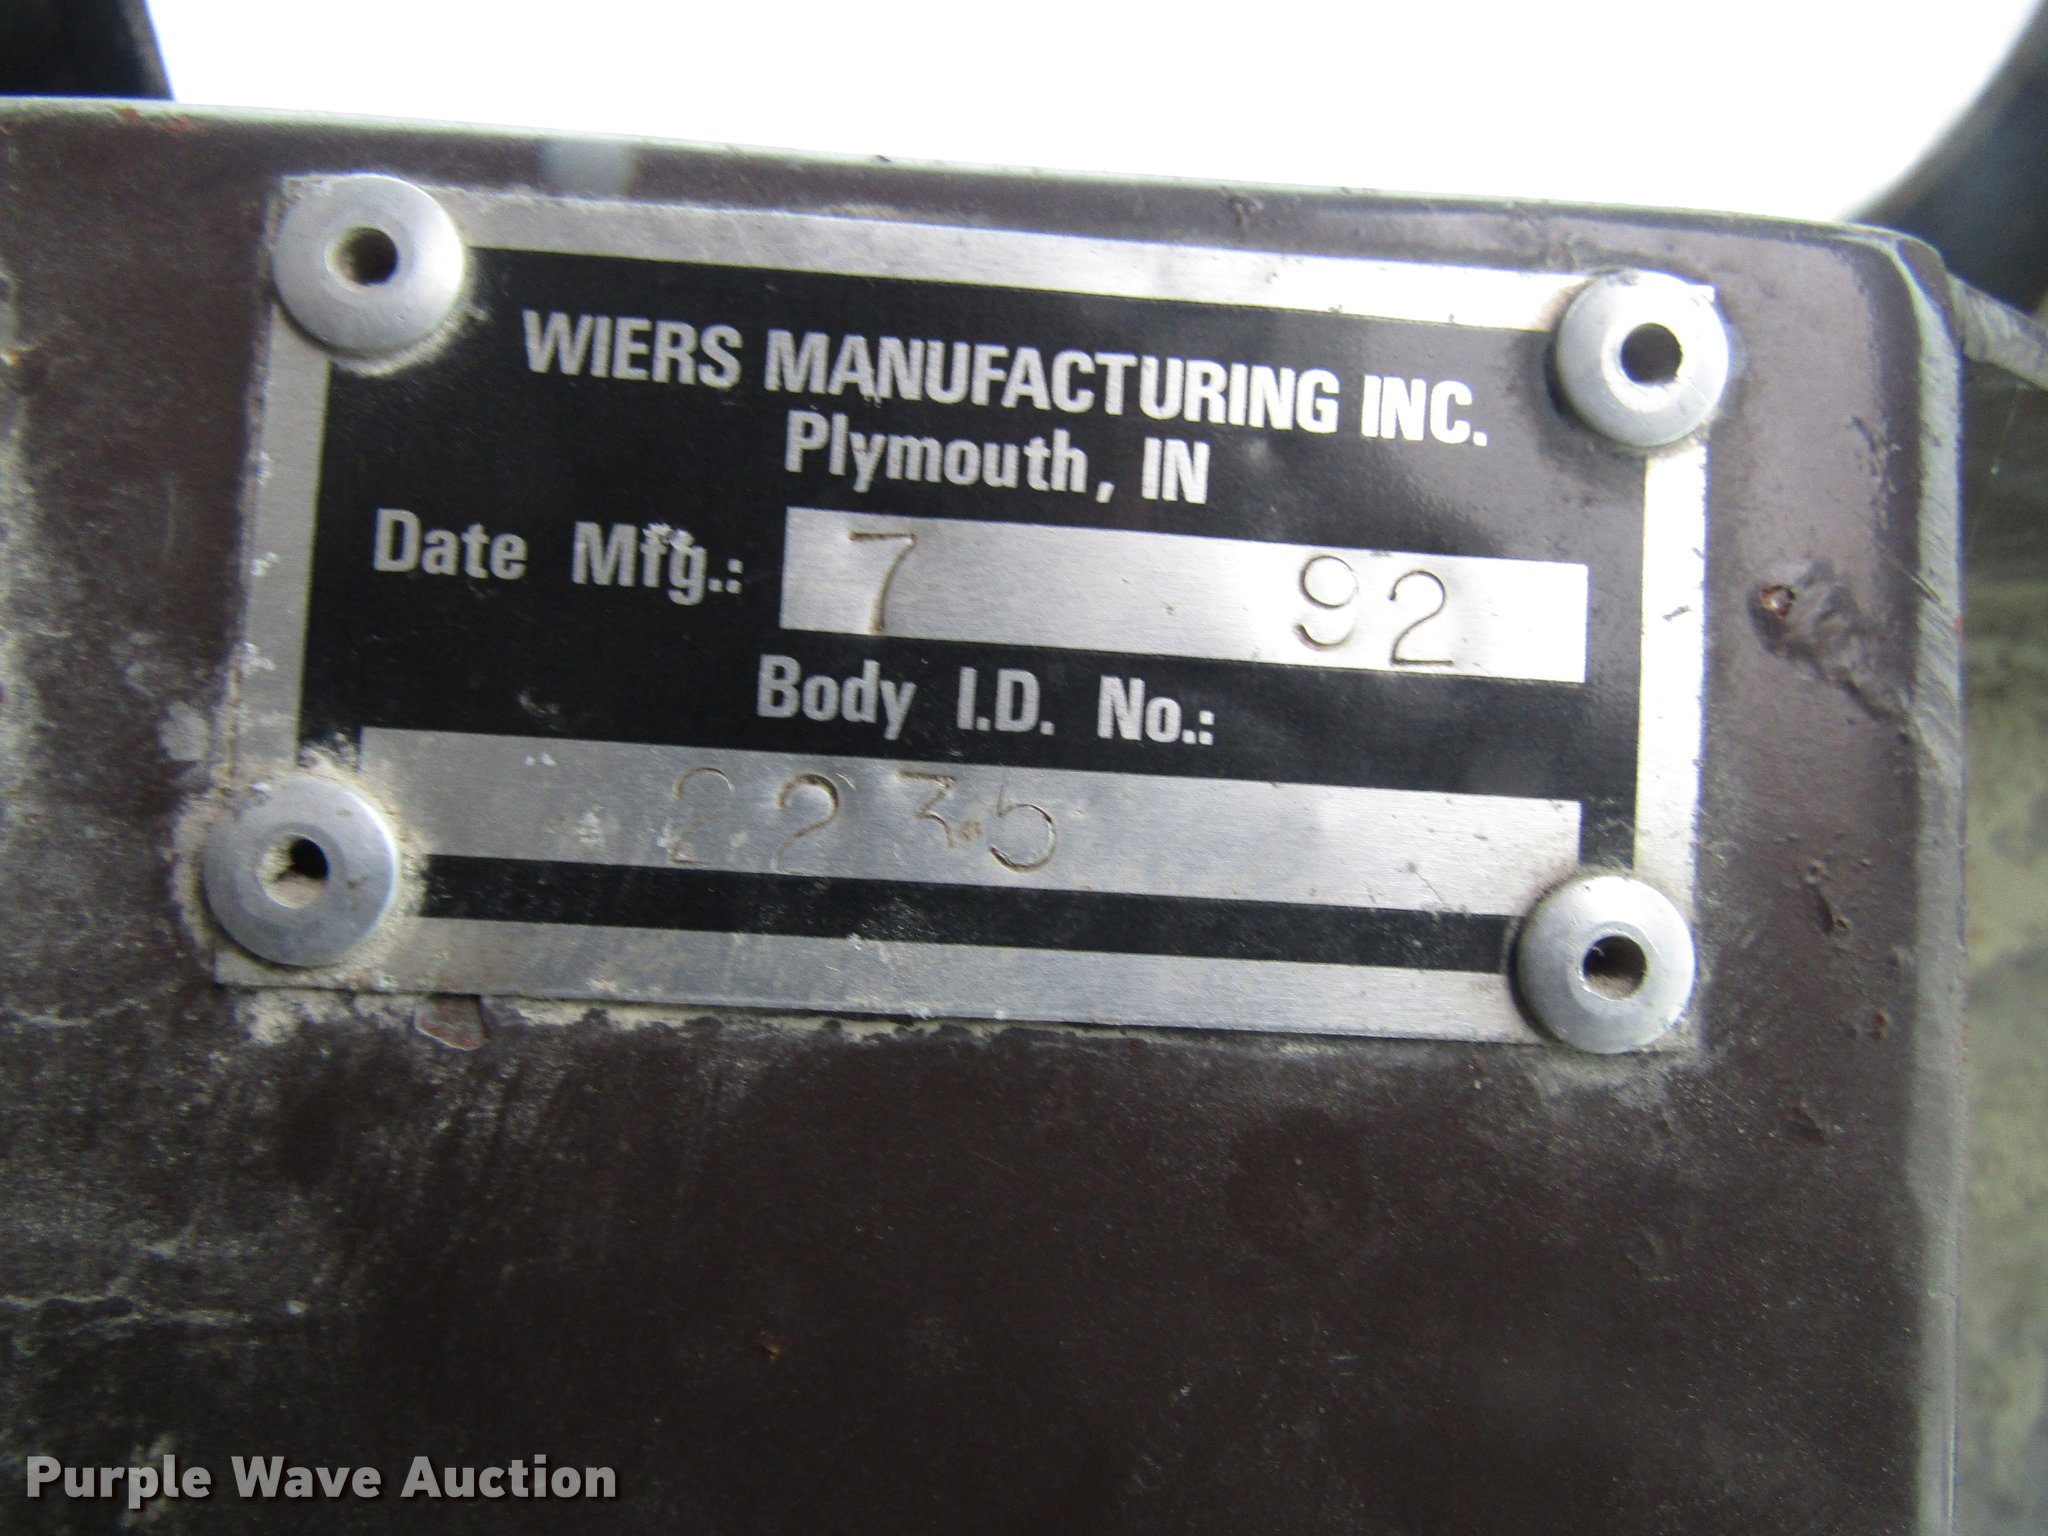 WIERS MANUFACTURING INC.
Plymouth, IN
Date Mfg.: 7 92
Body I.D. No.:
2235
Purple Wave Auction